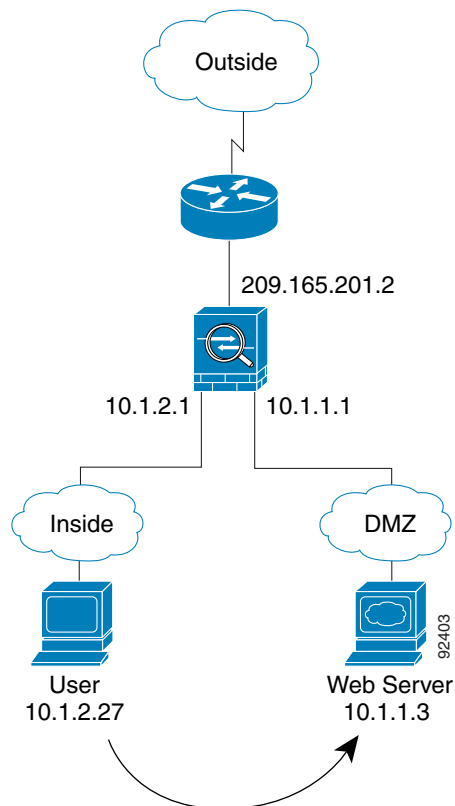 Outside
209.165.201.2
10.1.2.1
10.1.1.1
Inside
DMZ
User
10.1.2.27
Web Server
10.1.1.3
92403